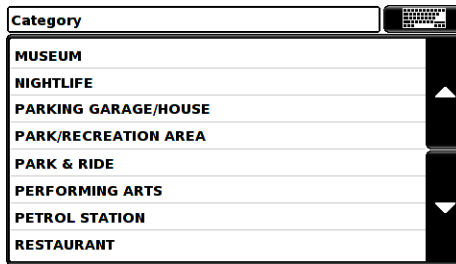 Category
MUSEUM
NIGHTLIFE
PARKING GARAGE/HOUSE
PARK/RECREATION AREA
PARK & RIDE
PERFORMING ARTS
PETROL STATION
RESTAURANT